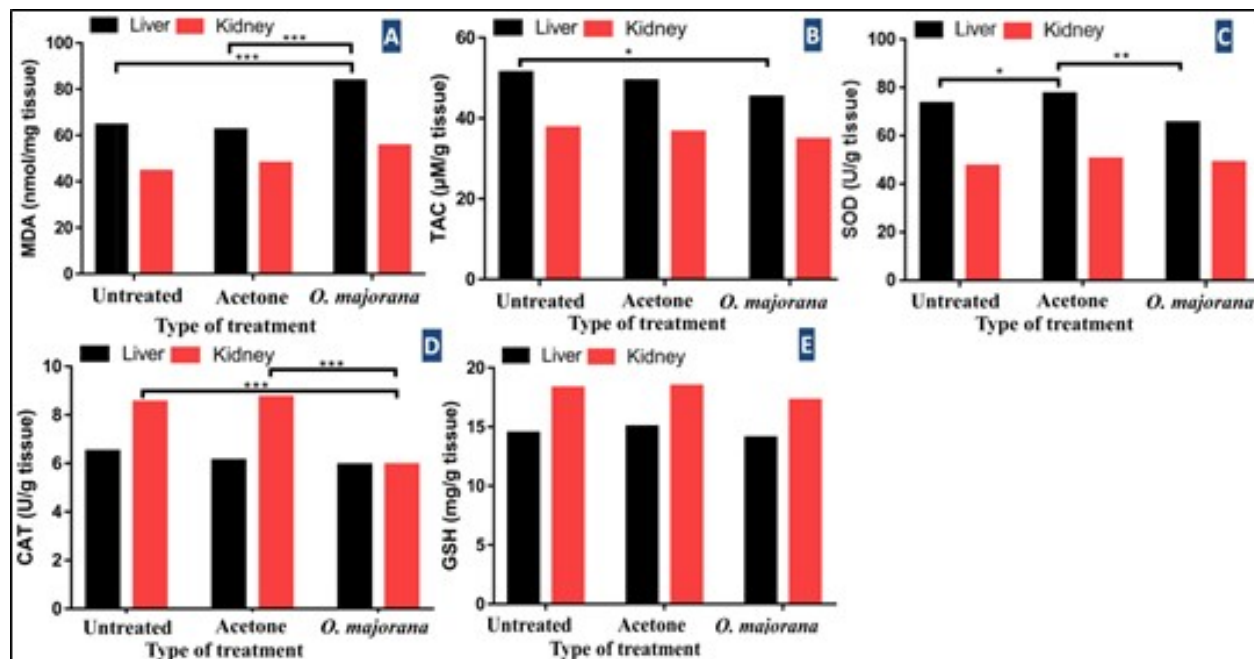 Liver Kidney
A
***
***
100
80
60
40
20
0
MDA (nmol/mg tissue)
Untreated Acetone O. majorana
Type of treatment
Liver Kidney
B
*
60
40
20
0
TAC (µM/g tissue)
Untreated Acetone O. majorana
Type of treatment
Liver Kidney
C
*
**
100
80
60
40
20
0
SOD (U/g tissue)
Untreated Acetone O. majorana
Type of treatment
Liver Kidney
D
***
***
10
8
6
4
2
0
CAT (U/g tissue)
Untreated Acetone O. majorana
Type of treatment
Liver Kidney
E
20
15
10
5
0
GSH (mg/g tissue)
Untreated Acetone O. majorana
Type of treatment